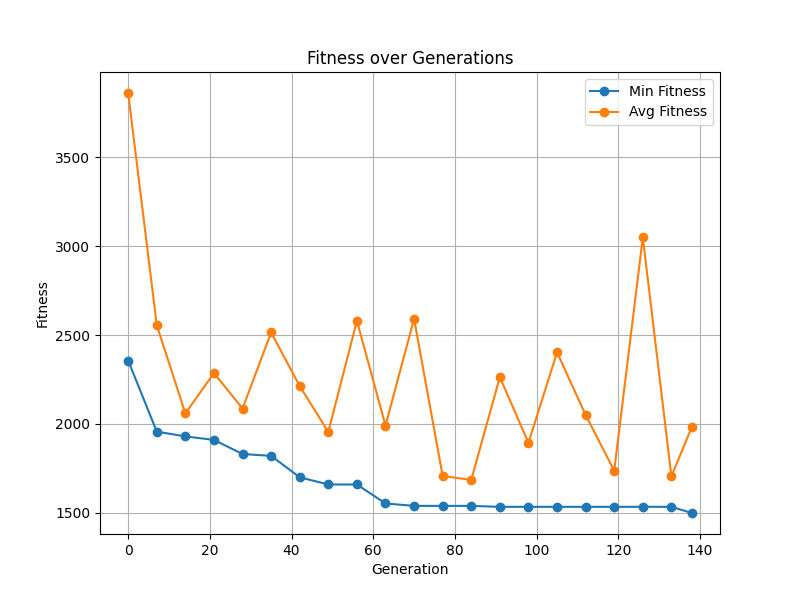 Fitness over Generations
Min Fitness
Avg Fitness
3500
3000
2500
2000
1500
Fitness
0 20 40 60 80 100 120 140
Generation